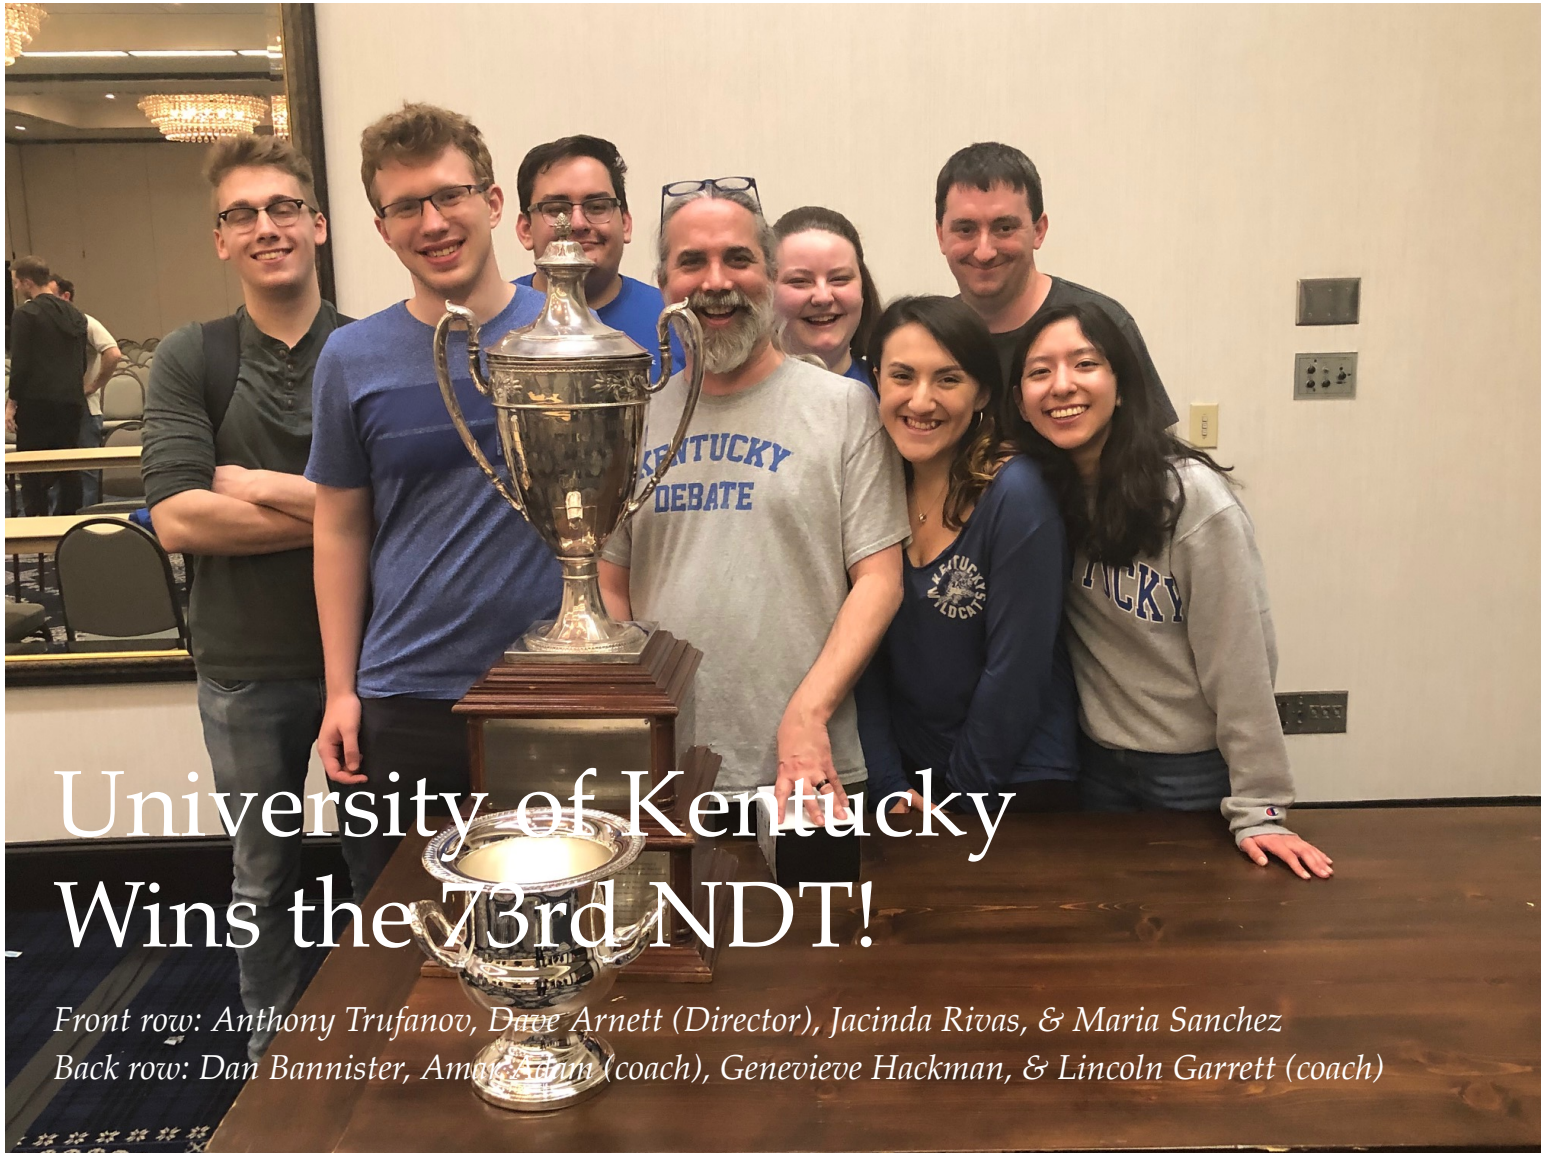 KENTUCKY
DEBATE
KENTUCKY'S
WILDCATS
UCKY
University of Kentucky
Wins the 73rd NDT!
Front row: Anthony Trufanov, Dave Arnett (Director), Jacinda Rivas, & Maria Sanchez
Back row: Dan Bannister, Amar Adam (coach), Genevieve Hackman, & Lincoln Garrett (coach)